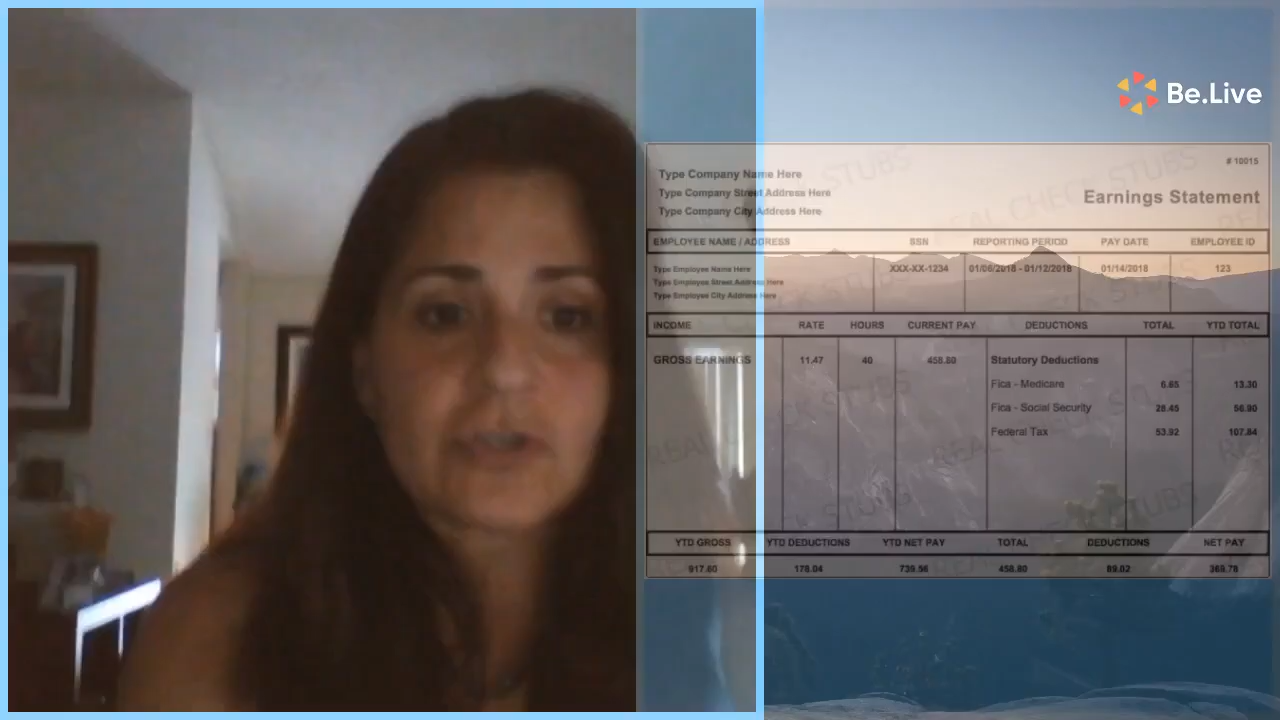 Be.Live
# 10015
Type Company Name Here
Type Company Street Address Here
Type Company City Address Here
Earnings Statement
EMPLOYEE NAME / ADDRESS SSN REPORTING PERIOD PAY DATE EMPLOYEE ID
Type Employee Name Here XXX-XX-1234 01/06/2018 - 01/12/2018 01/14/2018 123
Type Employee Street Address Here
Type Employee City Address Here
INCOME RATE HOURS CURRENT PAY DEDUCTIONS TOTAL YTD TOTAL
GROSS EARNINGS 11.47 40 458.80 Statutory Deductions
Fica - Medicare 6.65 13.30
Fica - Social Security 28.45 56.90
Federal Tax 53.92 107.84
YTD GROSS YTD DEDUCTIONS YTD NET PAY TOTAL DEDUCTIONS NET PAY
917.60 178.04 739.56 458.80 89.02 369.78